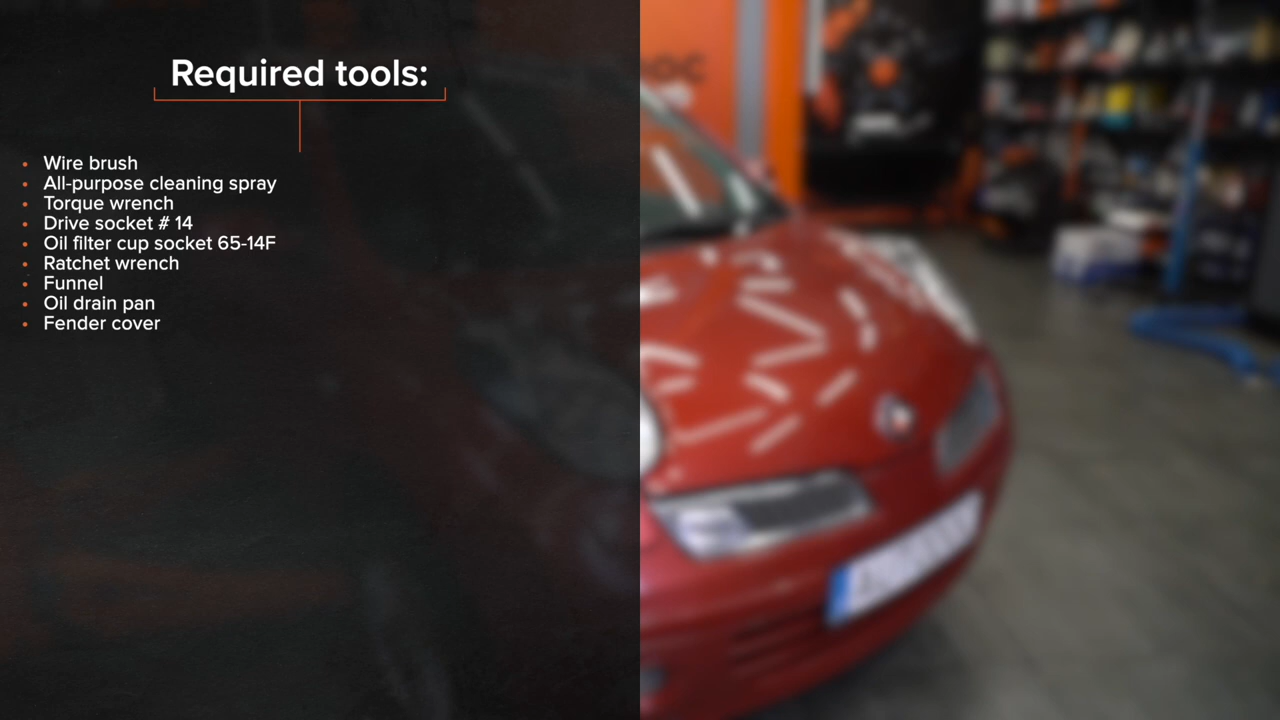 Required tools:
Wire brush
All-purpose cleaning spray
Torque wrench
Drive socket # 14
Oil filter cup socket 65-14F
Ratchet wrench
Funnel
Oil drain pan
Fender cover